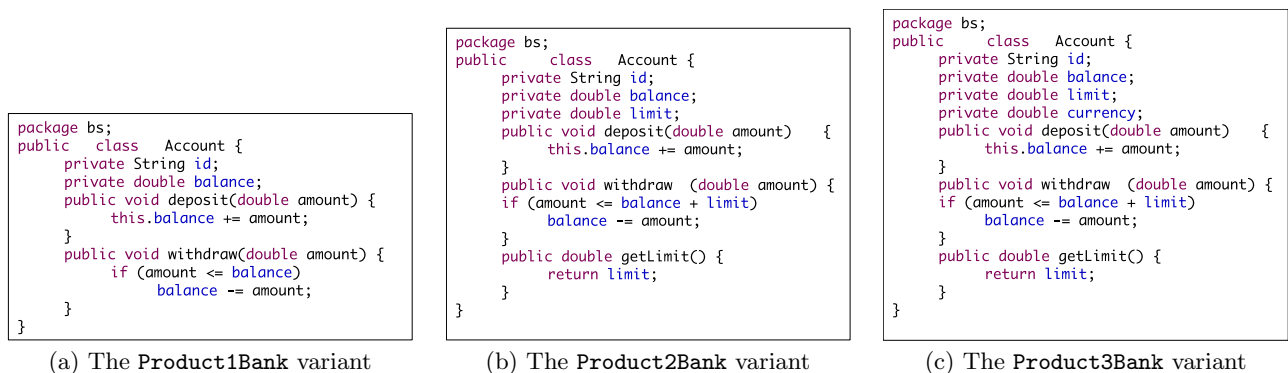 package bs;
public class Account {
private String id;
private double balance;
public void deposit(double amount) {
this.balance += amount;
}
public void withdraw(double amount) {
if (amount <= balance)
balance -= amount;
}
}
(a) The Product1Bank variant
package bs;
public class Account {
private String id;
private double balance;
private double limit;
public void deposit(double amount) {
this.balance += amount;
}
public void withdraw (double amount) {
if (amount <= balance + limit)
balance -= amount;
}
public double getLimit() {
return limit;
}
}
(b) The Product2Bank variant
package bs;
public class Account {
private String id;
private double balance;
private double limit;
private double currency;
public void deposit(double amount) {
this.balance += amount;
}
public void withdraw (double amount) {
if (amount <= balance + limit)
balance -= amount;
}
public double getLimit() {
return limit;
}
}
(c) The Product3Bank variant